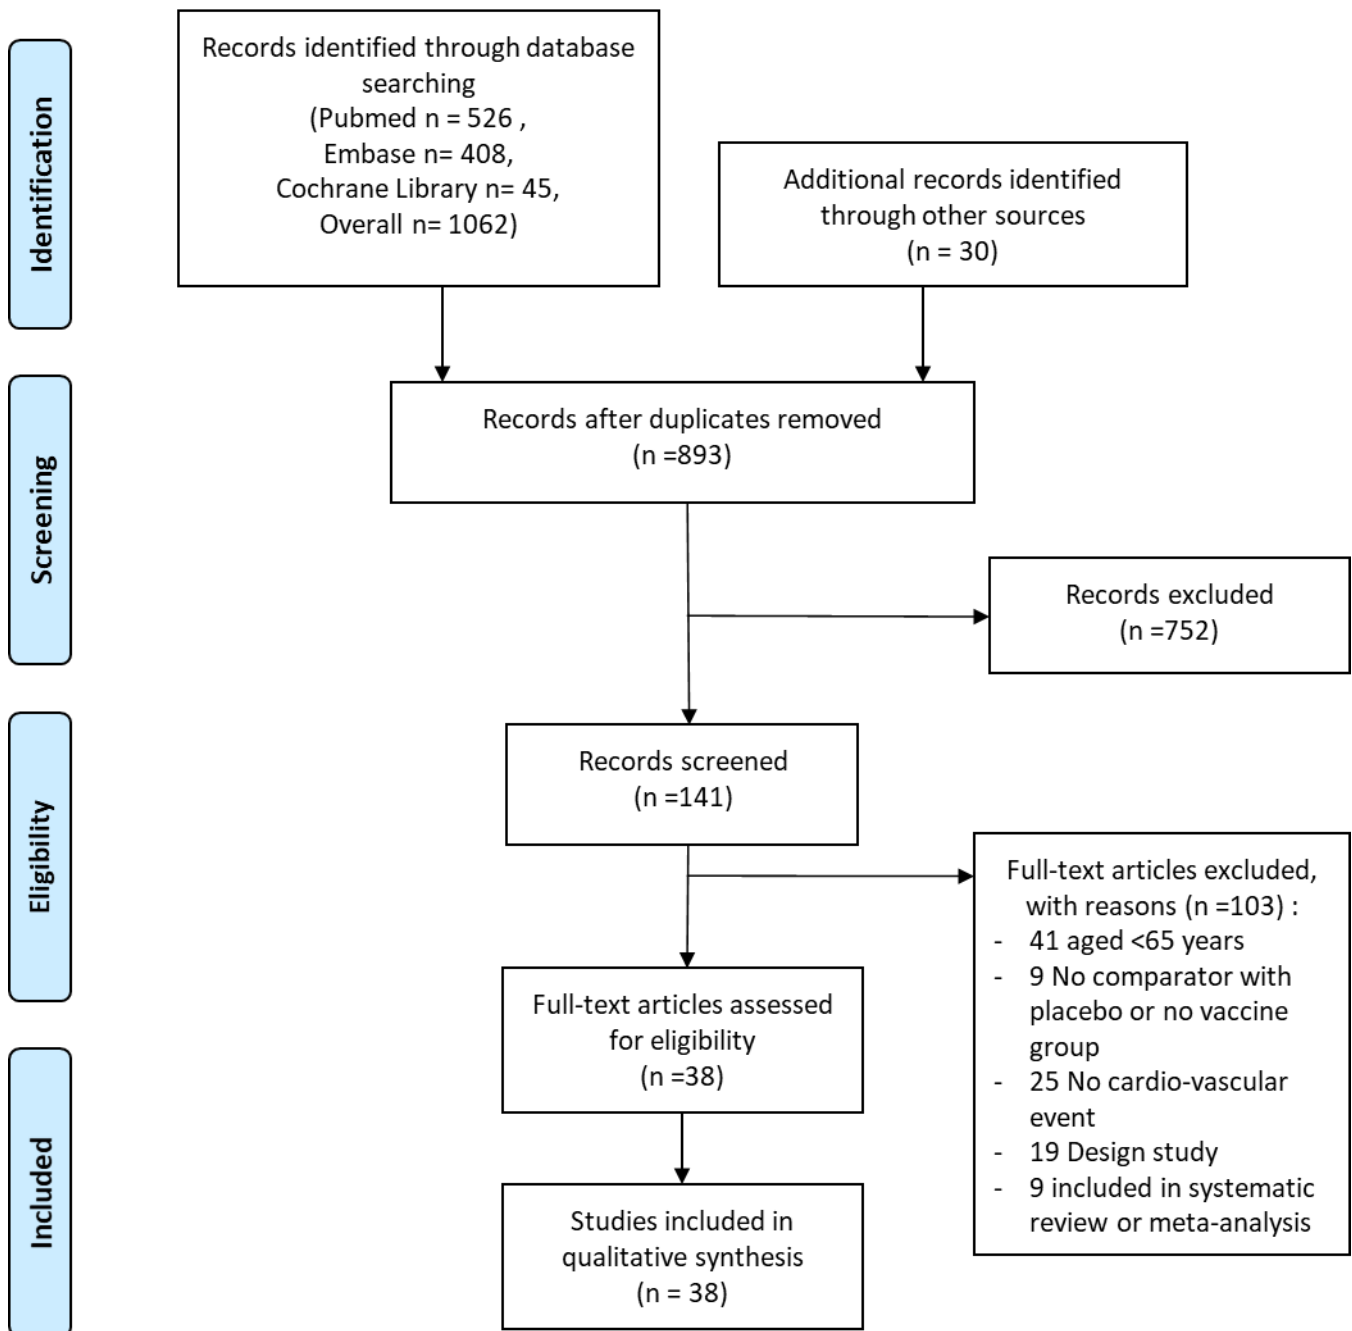 Identification
Records identified through database
searching
(Pubmed n = 526 ,
Embase n= 408,
Cochrane Library n= 45,
Overall n= 1062)
Additional records identified
through other sources
(n = 30)
Screening
Records after duplicates removed
(n =893)
Records excluded
(n =752)
Eligibility
Records screened
(n =141)
Full-text articles excluded,
with reasons (n =103) :
- 41 aged <65 years
- 9 No comparator with
placebo or no vaccine
group
- 25 No cardio-vascular
event
- 19 Design study
- 9 included in systematic
review or meta-analysis
Full-text articles assessed
for eligibility
(n =38)
Included
Studies included in
qualitative synthesis
(n = 38)